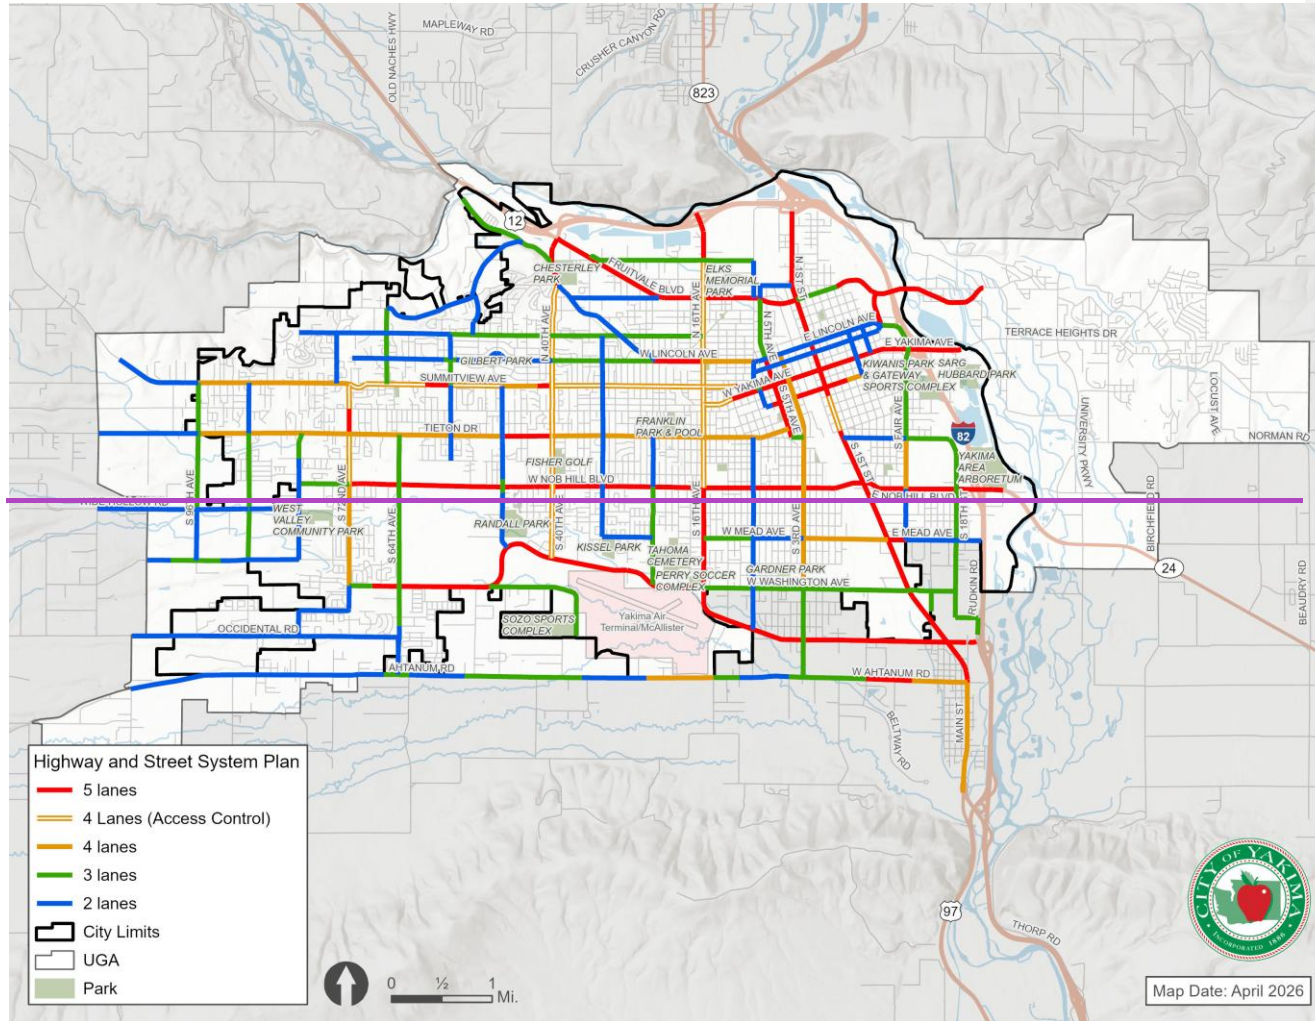 MAPLEWAY RD
OLD NACHES HWY
CRUSHER CANYON RD
823
12
CHESTERLEY
PARK
FRUITVALE BLVD
ELKS
MEMORIAL
PARK
N 1ST ST
N 16TH AVE
N 40TH AVE
N 5TH AVE
E LINCOLN AVE
TERRACE HEIGHTS DR
E YAKIMA AVE
W LINCOLN AVE
GILBERT PARK
KIWANIS PARK
& GATEWAY
SPORTS COMPLEX
SARG
HUBBARD PARK
SUMMITVIEW AVE
W YAKIMA AVE
S 5TH AVE
LOCUST AVE
FRANKLIN
PARK & POOL
TIETON DR
S FAIR AVE
UNIVERSITY PKWY
NORMAN RD
82
S 1ST ST
YAKIMA
AREA
ARBORETUM
FISHER GOLF
W NOB HILL BLVD
E NOB HILL BLVD
S 96TH AVE
S 72ND AVE
WEST
VALLEY
COMMUNITY PARK
S 64TH AVE
RANDALL PARK
S 40TH AVE
S 16TH AVE
S 3RD AVE
S 18TH ST
BIRCHFIELD RD
W MEAD AVE
E MEAD AVE
KISSEL PARK
TAHOMA
CEMETERY
GARDNER PARK
PERRY SOCCER
COMPLEX
W WASHINGTON AVE
RUDKIN RD
24
BEAUDRY RD
SOZO SPORTS
COMPLEX
Yakima Air
Terminal/McAllister
OCCIDENTAL RD
AHTANUM RD
W AHTANUM RD
MAIN ST
BELTWAY RD
97
THORP RD
Highway and Street System Plan
5 lanes
4 Lanes (Access Control)
4 lanes
3 lanes
2 lanes
City Limits
UGA
Park
0 ½ 1
Mi.
CITY OF YAKIMA
INCORPORATED 1886
Map Date: April 2026